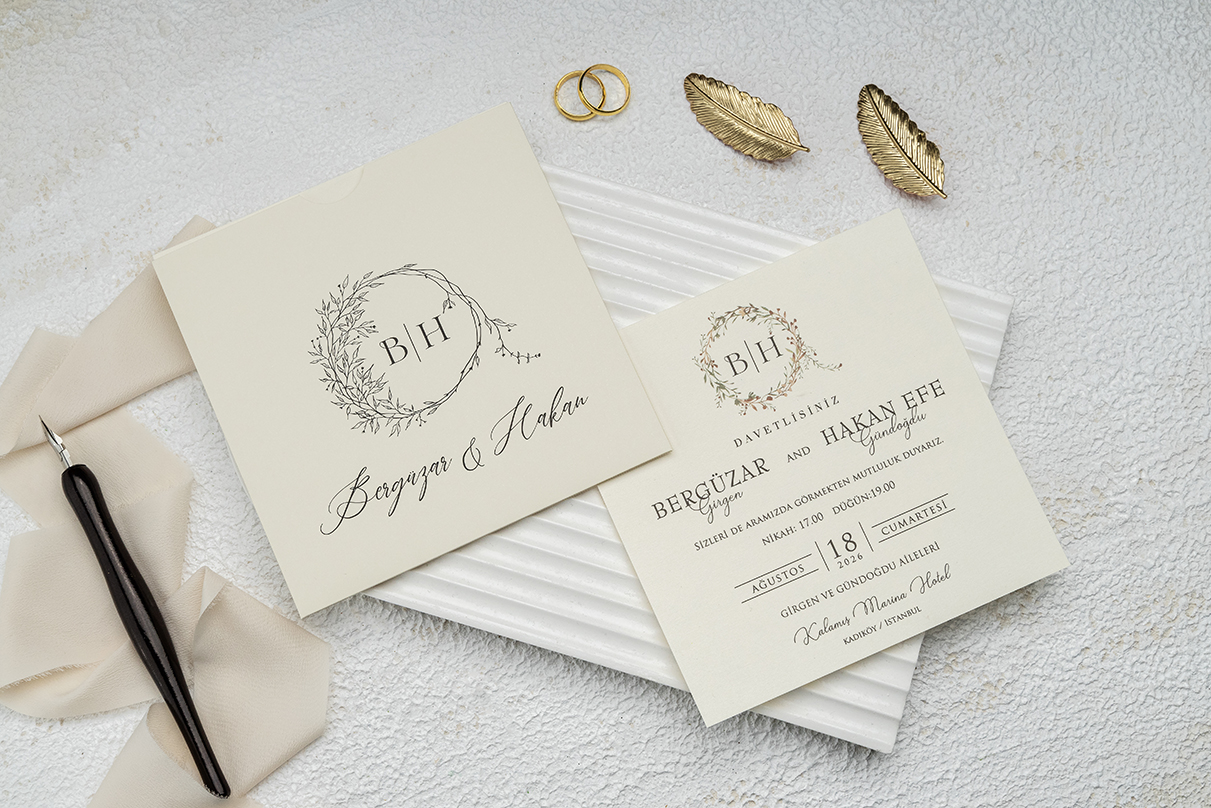 B|H
Bergüzar & Hakan
B|H
DAVETLİSİNİZ
BERGÜZAR AND HAKAN EFE
Girgen Gündoğdu
SİZLERİ DE ARAMIZDA GÖRMEKTEN MUTLULUK DUYARIZ.
NİKAH: 17.00 DÜĞÜN:19.00
AĞUSTOS 18 CUMARTESİ
2026
GİRGEN VE GÜNDOĞDU AİLELERİ
Kalamış Marina Hotel
KADIKÖY / İSTANBUL